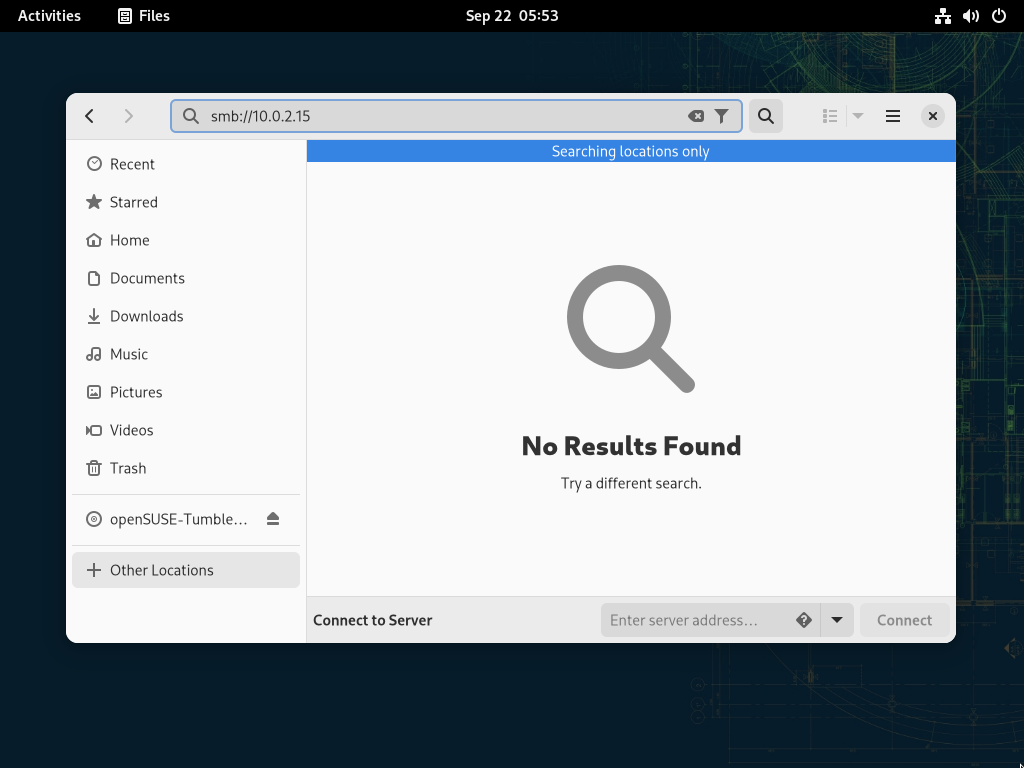 Activities Files Sep 22 05:53
smb://10.0.2.15
Searching locations only
Recent
Starred
Home
Documents
Downloads
Music
Pictures
Videos
Trash
openSUSE-Tumble…
Other Locations
No Results Found
Try a different search.
Connect to Server Enter server address… Connect